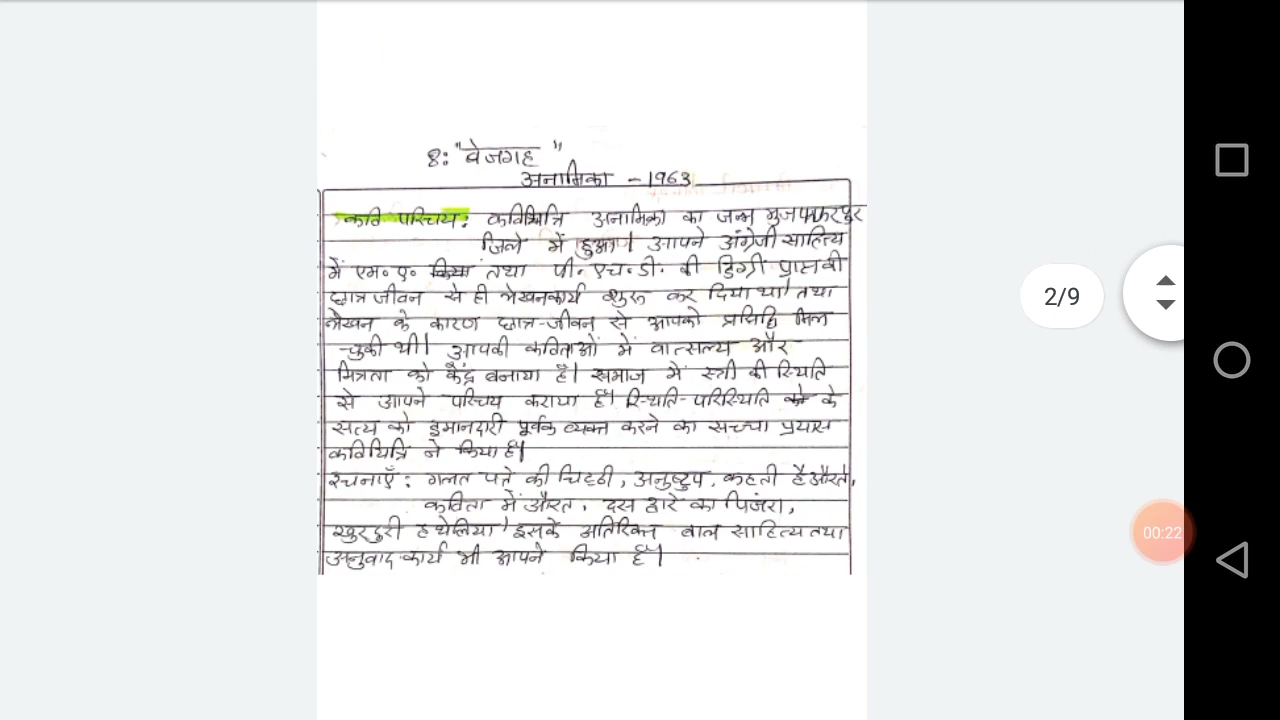 8: "बेजगह"
अनामिका - 1963
कवि परिचय: कवियित्रि अनामिका का जन्म मुजफ्फरपुर
जिले में हुआ। आपने अंग्रेजी साहित्य
में एम॰ ए॰ किया तथा पी॰ एच॰ डी॰ की डिग्री प्राप्त की
छात्र जीवन से ही लेखनकार्य शुरू कर दिया था। तथा
लेखन के कारण छात्र-जीवन से आपको प्रसिद्धि मिल
चुकी थी। आपकी कविताओं में वात्सल्य और
मित्रता को केंद्र बनाया है। समाज में स्त्री की स्थिति
से आपने परिचय कराया है। स्थिति-परिस्थिति के
सत्य को इमानदारी पूर्वक व्यक्त करने का सच्चा प्रयास
कवियित्रि ने किया है।
रचनाएँ: गलत पते की चिट्ठी, अनुष्टुप, कहती है औरतें,
कविता में औरत, दस द्वारे का पिंजरा,
खुरदुरी हथेलिया। इसके अतिरिक्त बाल साहित्य तथा
अनुवाद कार्य भी आपने किया है।
2/9
00:22